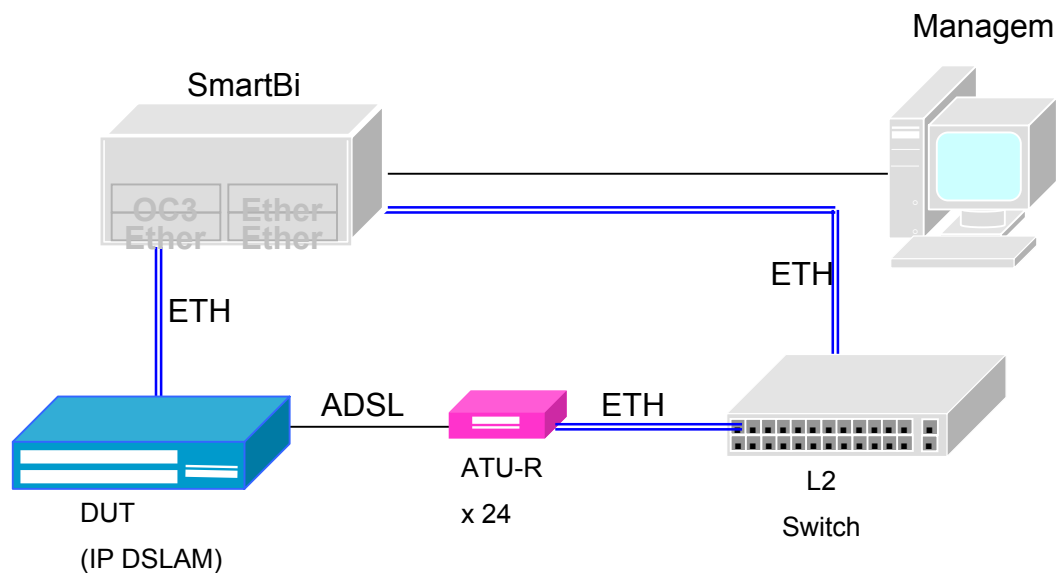 Managem
SmartBi
OC3
Ether
Ether
Ether
ETH
ETH
ADSL
ETH
ATU-R
x 24
L2
Switch
DUT
(IP DSLAM)